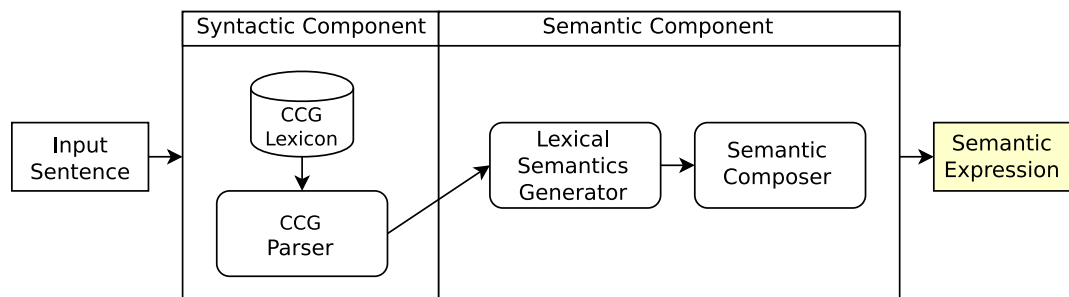 Syntactic Component
Semantic Component
Input
Sentence
CCG
Lexicon
CCG
Parser
Lexical
Semantics
Generator
Semantic
Composer
Semantic
Expression